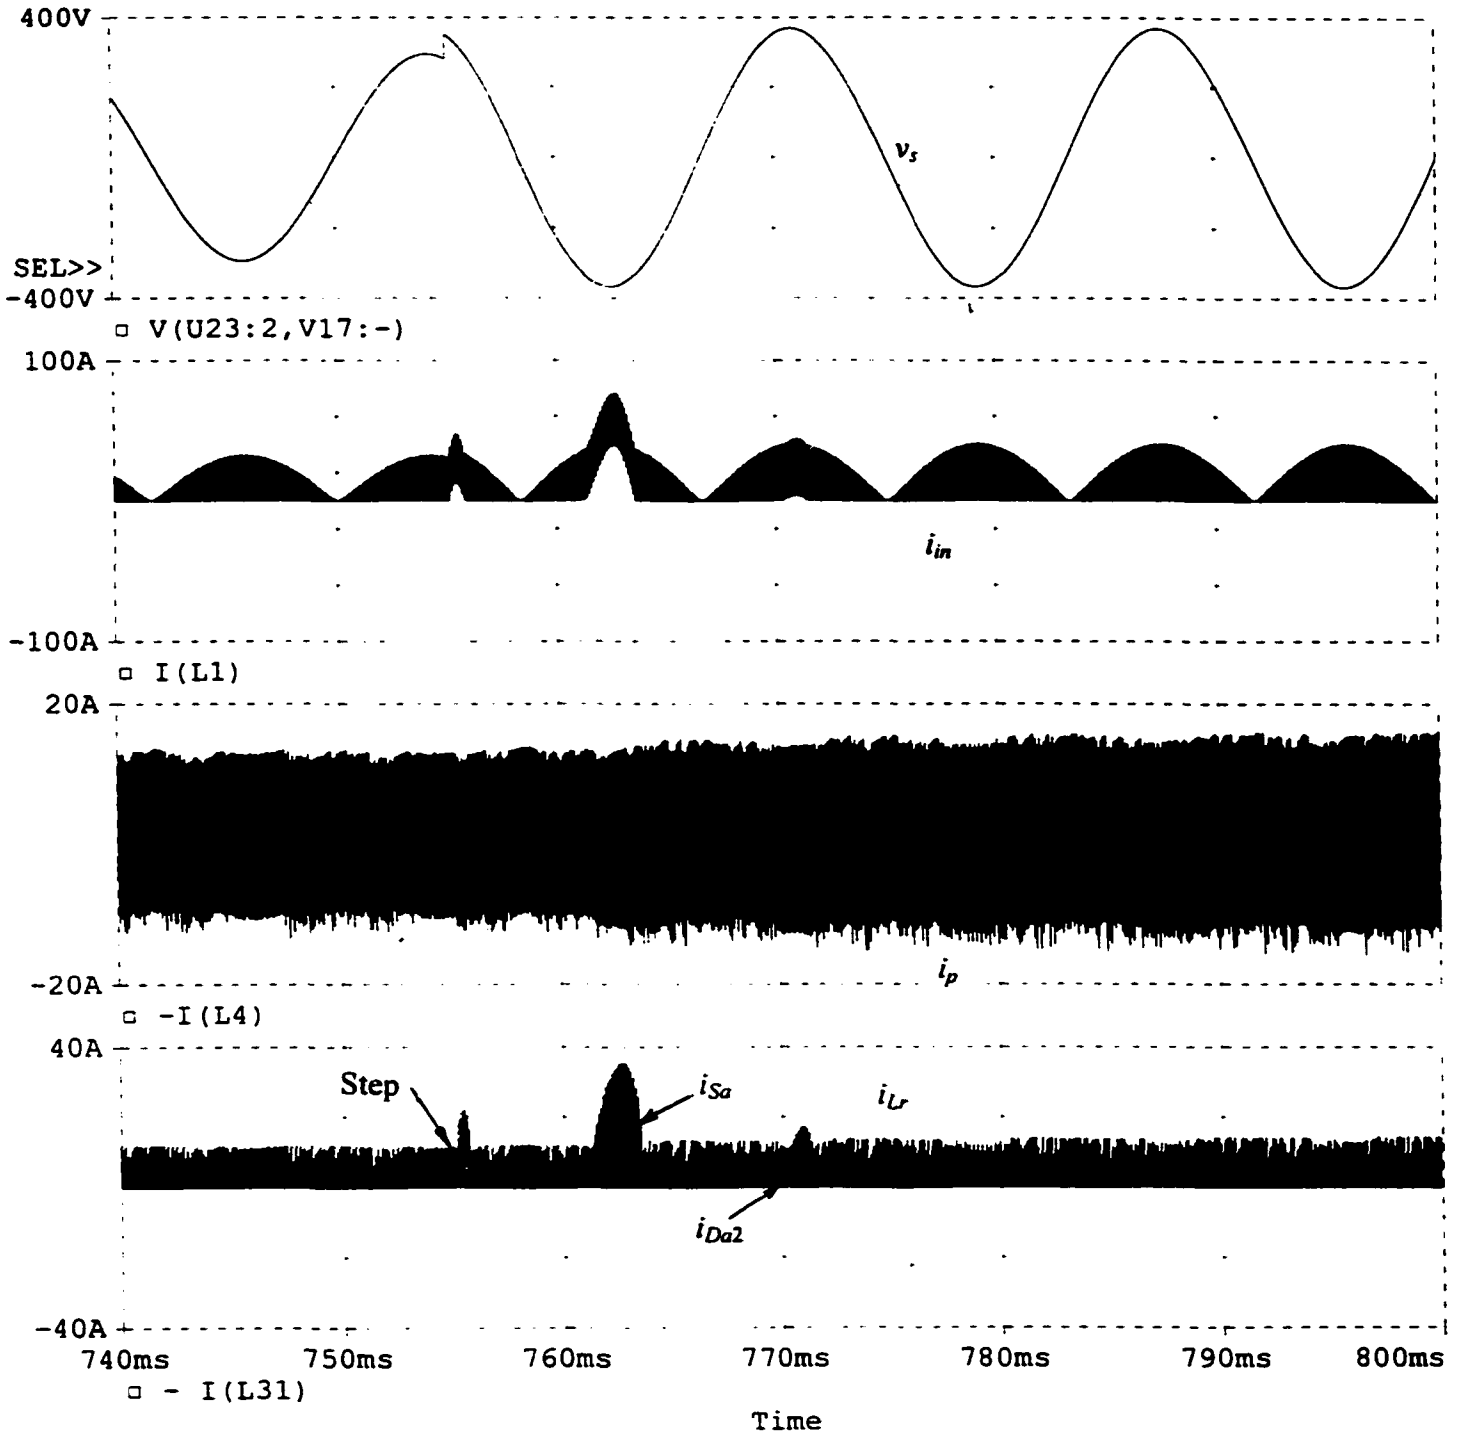 400V
v_s
SEL>>
-400V
□ V(U23:2,V17:-)
100A
i_in
-100A
□ I(L1)
20A
i_p
-20A
□ -I(L4)
40A
Step
i_Sa
i_Lr
i_Da2
-40A
740ms 750ms 760ms 770ms 780ms 790ms 800ms
□ - I(L31)
Time